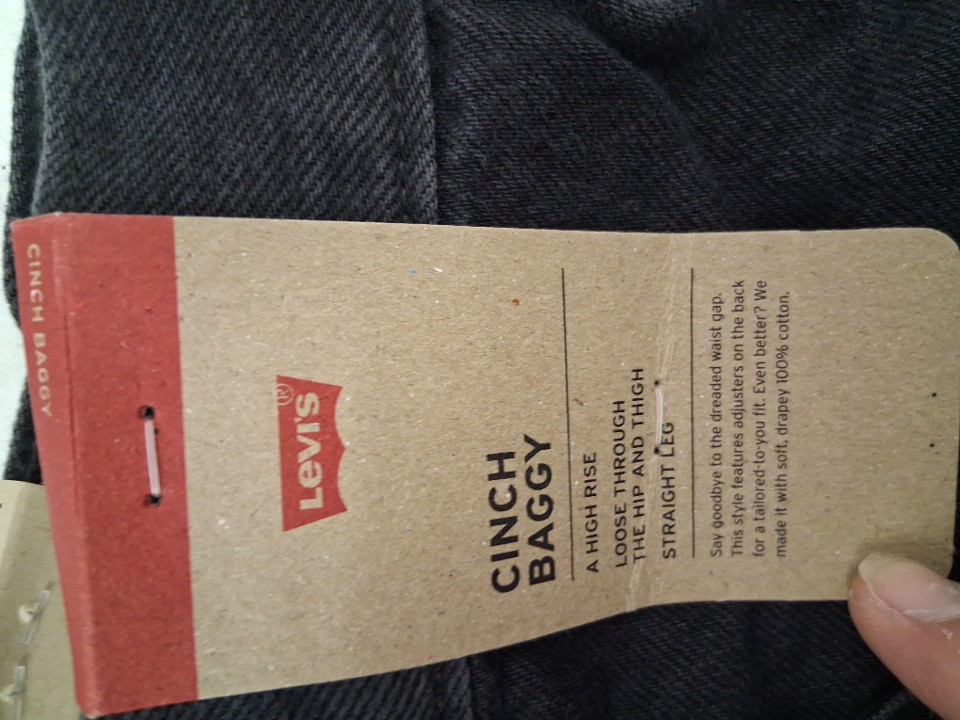 CINCH BAGGY
Levi's®
CINCH
BAGGY
A HIGH RISE
LOOSE THROUGH
THE HIP AND THIGH
STRAIGHT LEG
Say goodbye to the dreaded waist gap.
This style features adjusters on the back
for a tailored-to-you fit. Even better? We
made it with soft, drapey 100% cotton.